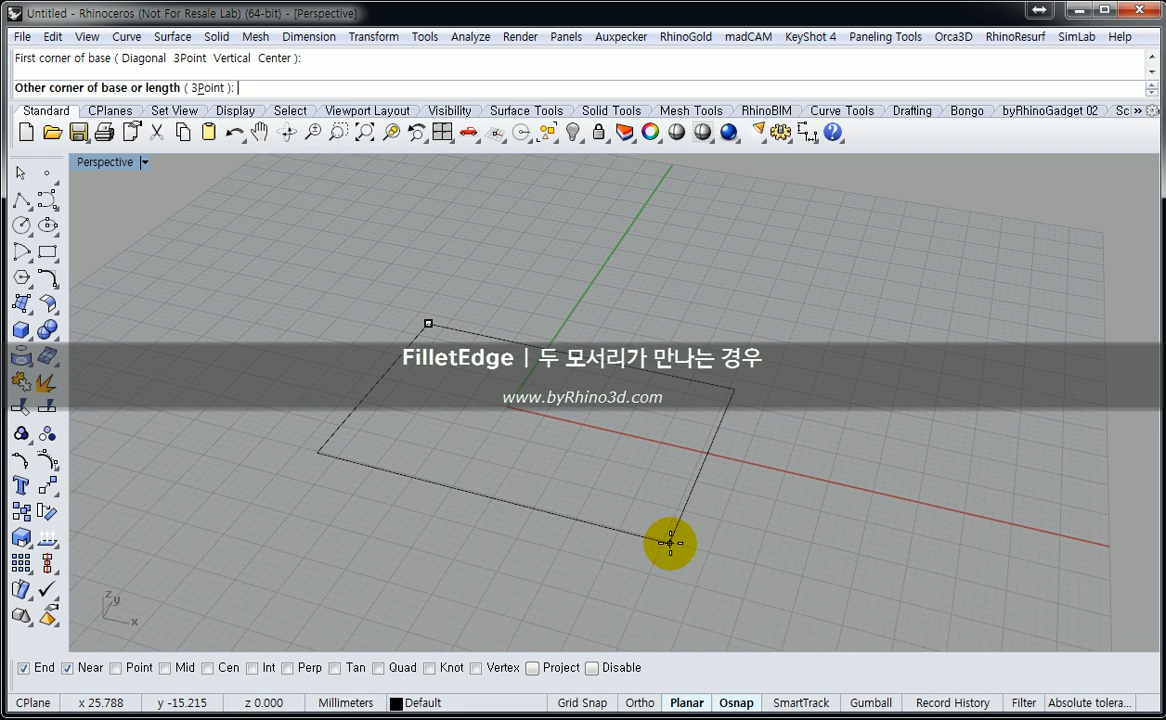 Untitled - Rhinoceros (Not For Resale Lab) (64-bit) - [Perspective]
File Edit View Curve Surface Solid Mesh Dimension Transform Tools Analyze Render Panels Auxpecker RhinoGold madCAM KeyShot 4 Paneling Tools Orca3D RhinoResurf SimLab Help
First corner of base ( Diagonal 3Point Vertical Center ):
Other corner of base or length ( 3Point ):
Standard CPlanes Set View Display Select Viewport Layout Visibility Surface Tools Solid Tools Mesh Tools RhinoBIM Curve Tools Drafting Bongo byRhinoGadget 02 Sc »
Perspective
FilletEdge | 두 모서리가 만나는 경우
www.byRhino3d.com
z
y
x
End Near Point Mid Cen Int Perp Tan Quad Knot Vertex Project Disable
CPlane x 25.788 y -15.215 z 0.000 Millimeters Default Grid Snap Ortho Planar Osnap SmartTrack Gumball Record History Filter Absolute tolera...